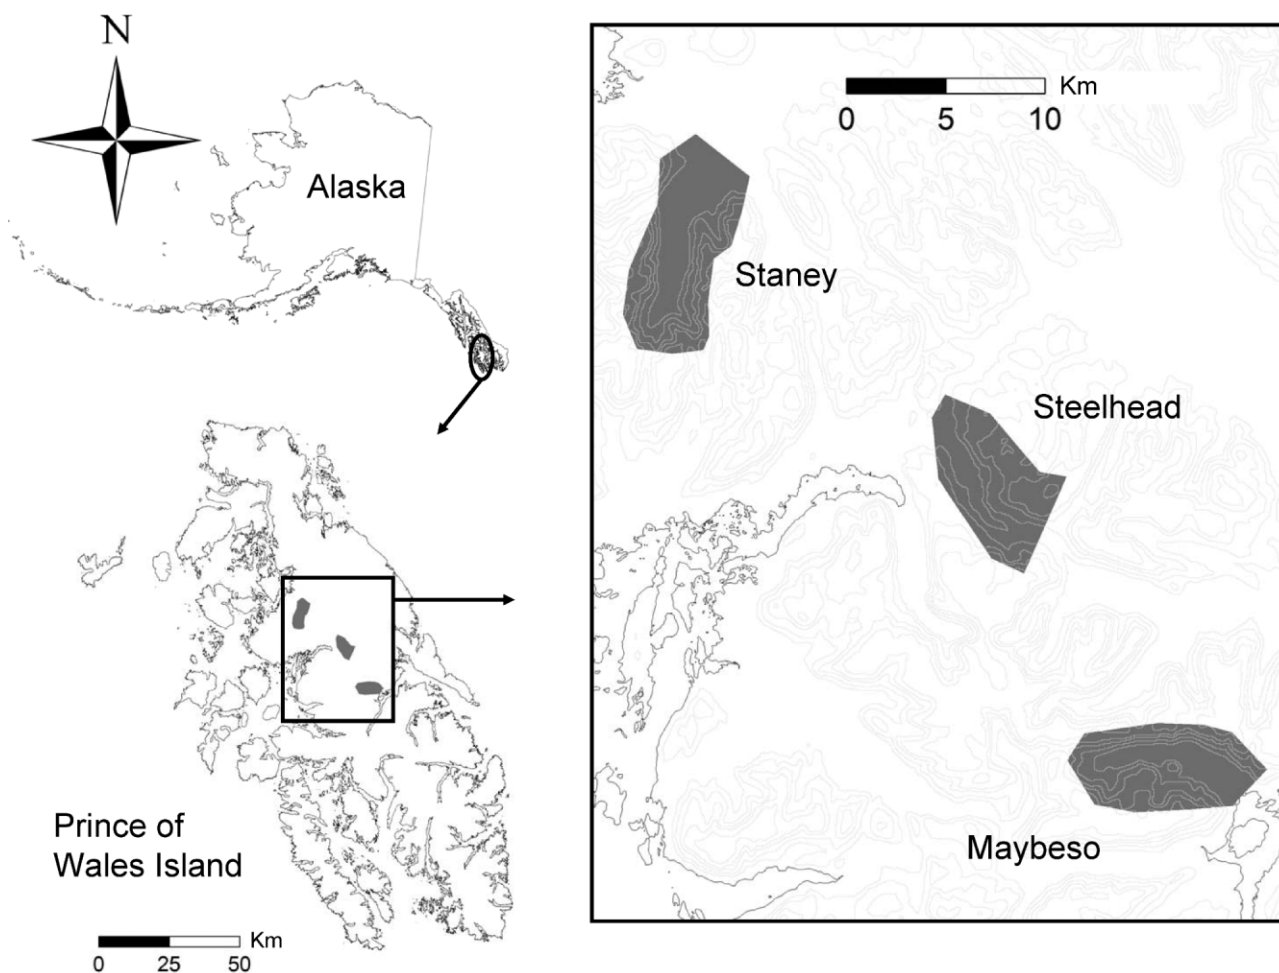 N
Alaska
Prince of
Wales Island
Km
0 25 50
Km
0 5 10
Staney
Steelhead
Maybeso